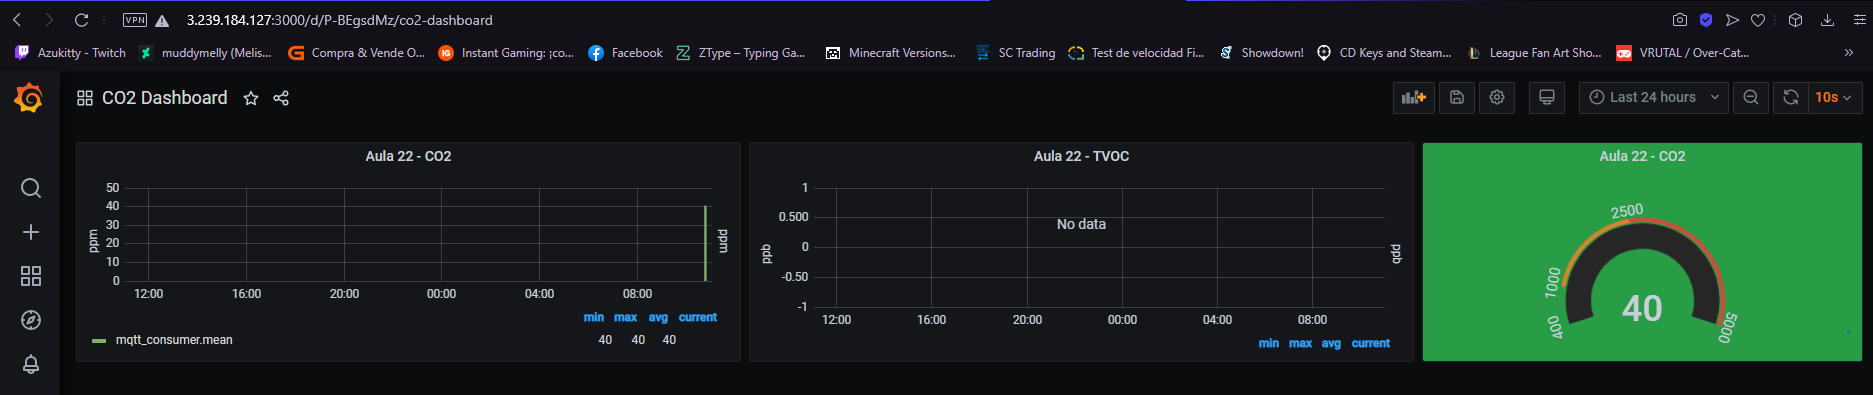 VPN 3.239.184.127:3000/d/P-BEgsdMz/co2-dashboard
Azukitty - Twitch muddymelly (Melis... Compra & Vende O... Instant Gaming: ¡co... Facebook ZType – Typing Ga... Minecraft Versions... SC Trading Test de velocidad Fi... Showdown! CD Keys and Steam... League Fan Art Sho... VRUTAL / Over-Cat... »
CO2 Dashboard Last 24 hours 10s
Aula 22 - CO2
50
40
30
20
10
0
ppm
ppm
12:00 16:00 20:00 00:00 04:00 08:00
min max avg current
mqtt_consumer.mean 40 40 40
Aula 22 - TVOC
1
0.500
0
-0.50
-1
ppb
No data
ppb
12:00 16:00 20:00 00:00 04:00 08:00
min max avg current
Aula 22 - CO2
2500
1000
400
5000
40